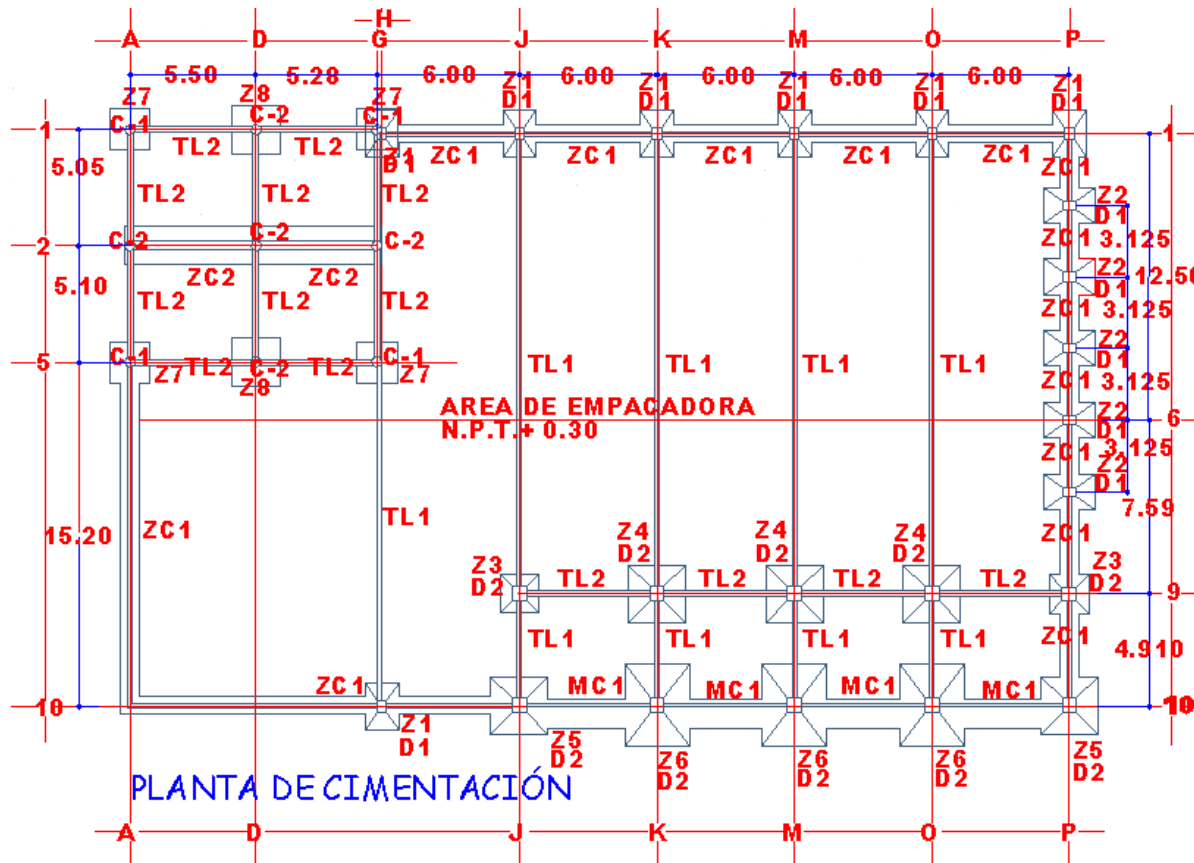 H
A D G J K M O P
5.50 5.28 6.00 6.00 6.00 6.00 6.00
Z7 Z8 Z7 Z1 Z1 Z1 Z1 Z1
D1 D1 D1 D1 D1
C-1 C-2 C-1
1 1
TL2 TL2 Z1 ZC1 ZC1 ZC1 ZC1 ZC1
D1
5.05 ZC1
TL2 TL2 TL2 Z2
D1
C-2 C-2 C-2 ZC1 3.125
2
ZC2 ZC2 Z2 12.50
D1
5.10 TL2 TL2 TL2 ZC1 3.125
Z2
D1
C-1 TL2 C-2 TL2 C-1 TL1 TL1 TL1 TL1
5
Z7 Z8 Z7 ZC1 3.125
AREA DE EMPACADORA Z2
N.P.T.+ 0.30 D1
6
ZC1 3.125
Z2
D1
7.59
15.20 ZC1 TL1 ZC1
Z4 Z4 Z4
D2 D2 D2
Z3 Z3
D2 D2
TL2 TL2 TL2 TL2
9
TL1 TL1 TL1 TL1 ZC1
4.910
ZC1 MC1 MC1 MC1 MC1
10 10
Z1
D1
Z5 Z6 Z6 Z6 Z5
D2 D2 D2 D2 D2
PLANTA DE CIMENTACIÓN
A D J K M O P